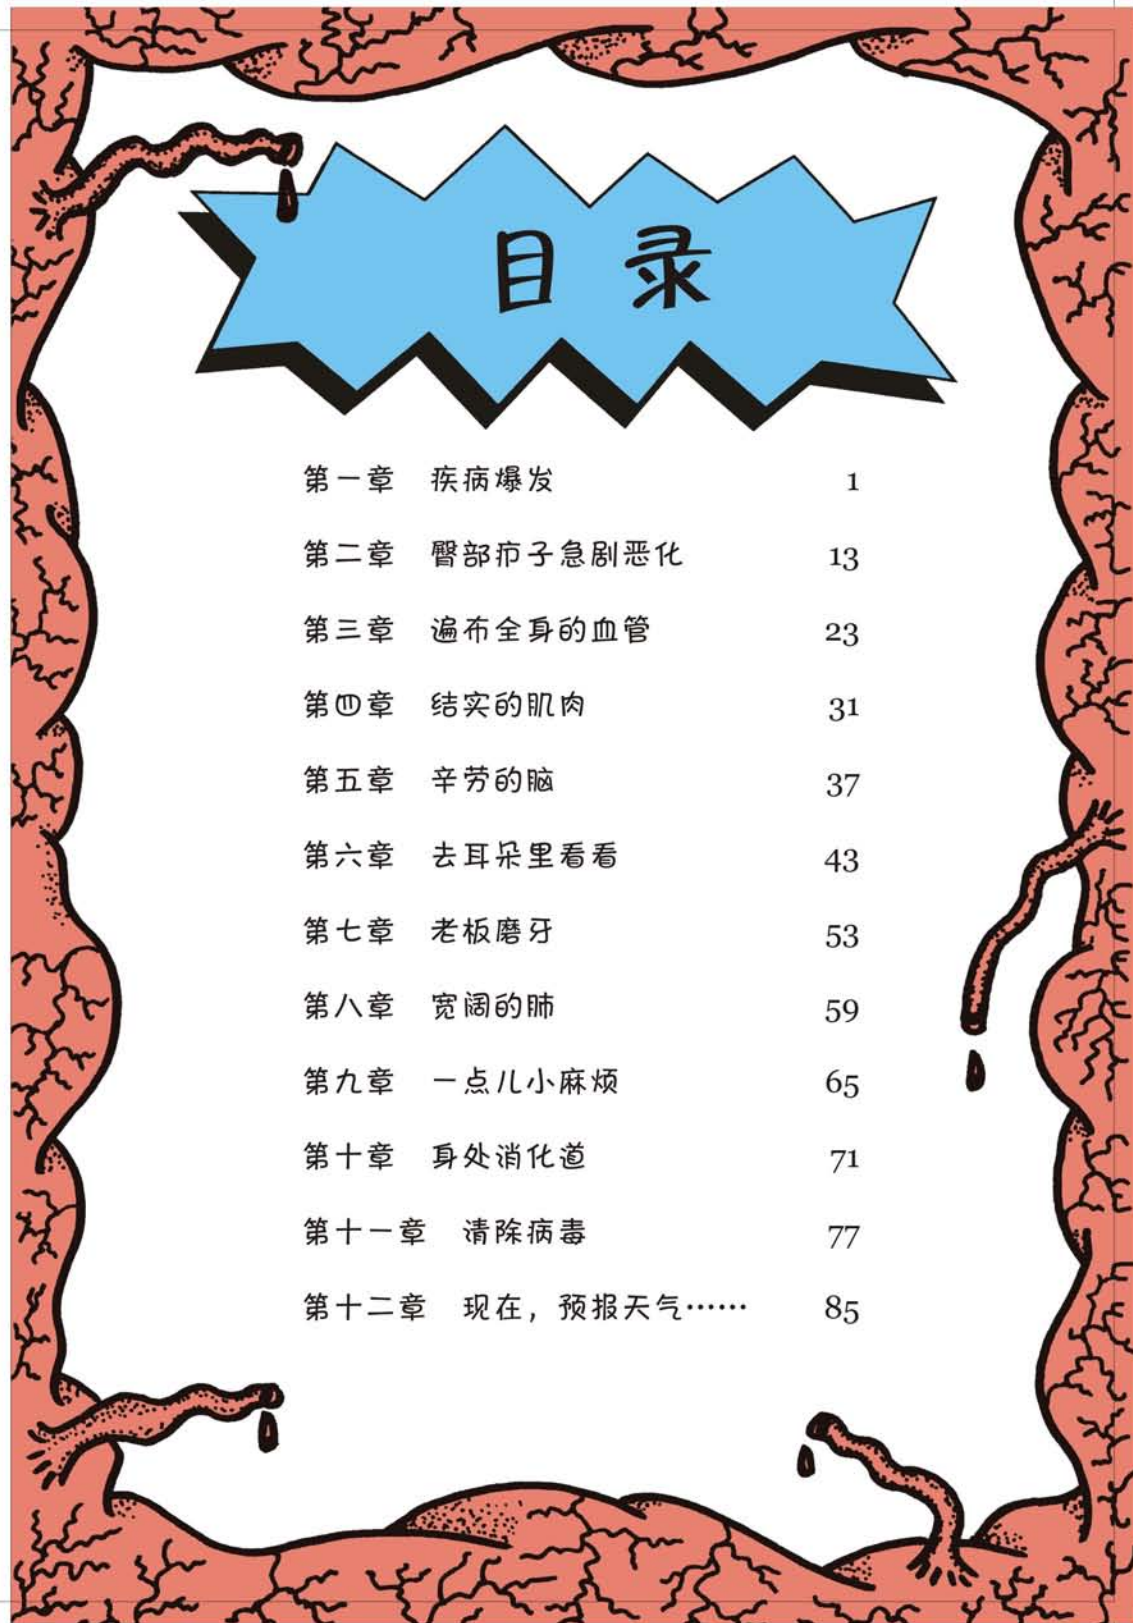 目录
第一章 疾病爆发 1
第二章 臀部疖子急剧恶化 13
第三章 遍布全身的血管 23
第四章 结实的肌肉 31
第五章 辛劳的脑 37
第六章 去耳朵里看看 43
第七章 老板磨牙 53
第八章 宽阔的肺 59
第九章 一点儿小麻烦 65
第十章 身处消化道 71
第十一章 清除病毒 77
第十二章 现在，预报天气…… 85